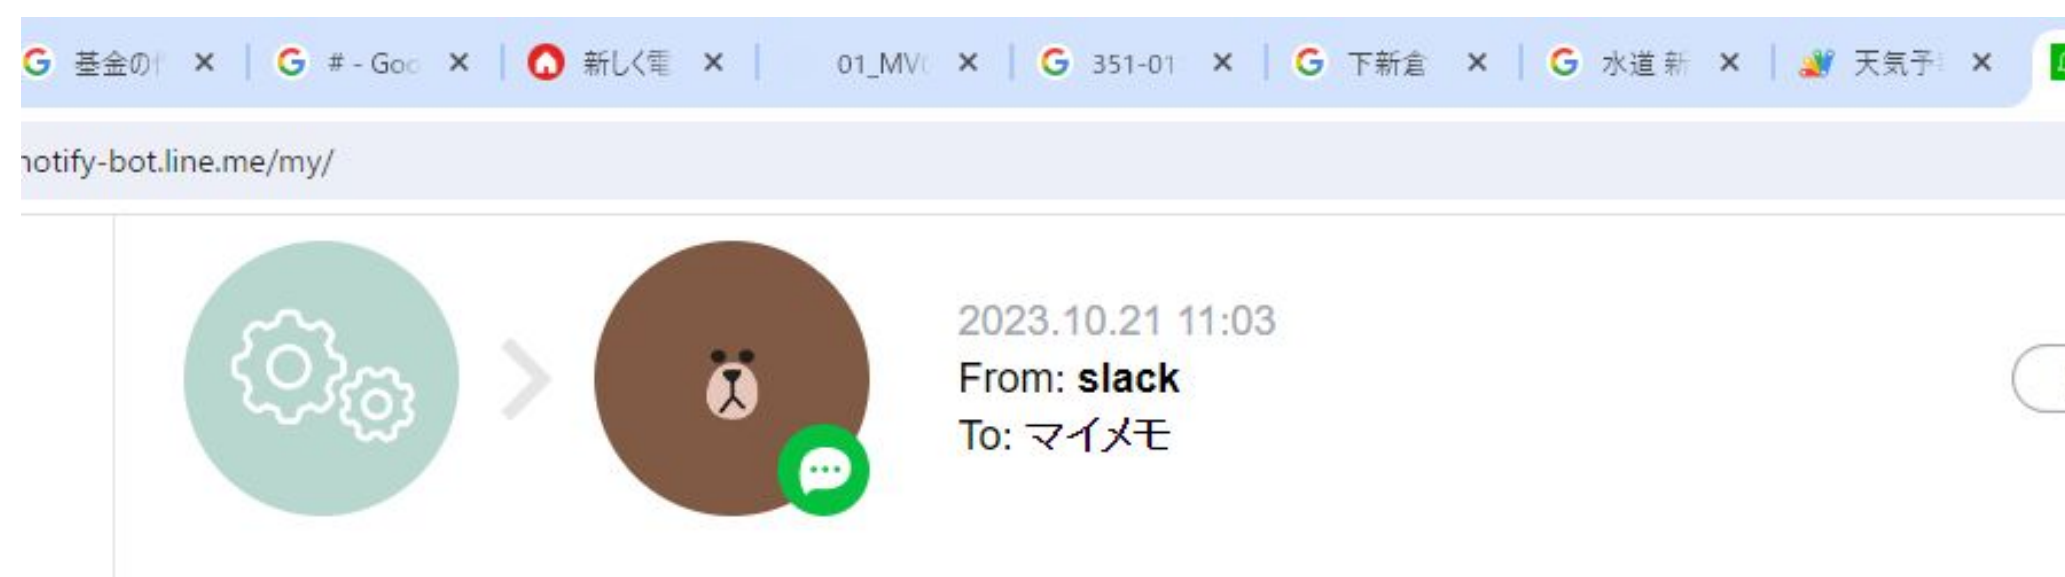 基金の # - Goo 新しく電 01_MV 351-01 下新倉 水道 新 天気予
notify-bot.line.me/my/
2023.10.21 11:03
From: slack
To: マイメモ